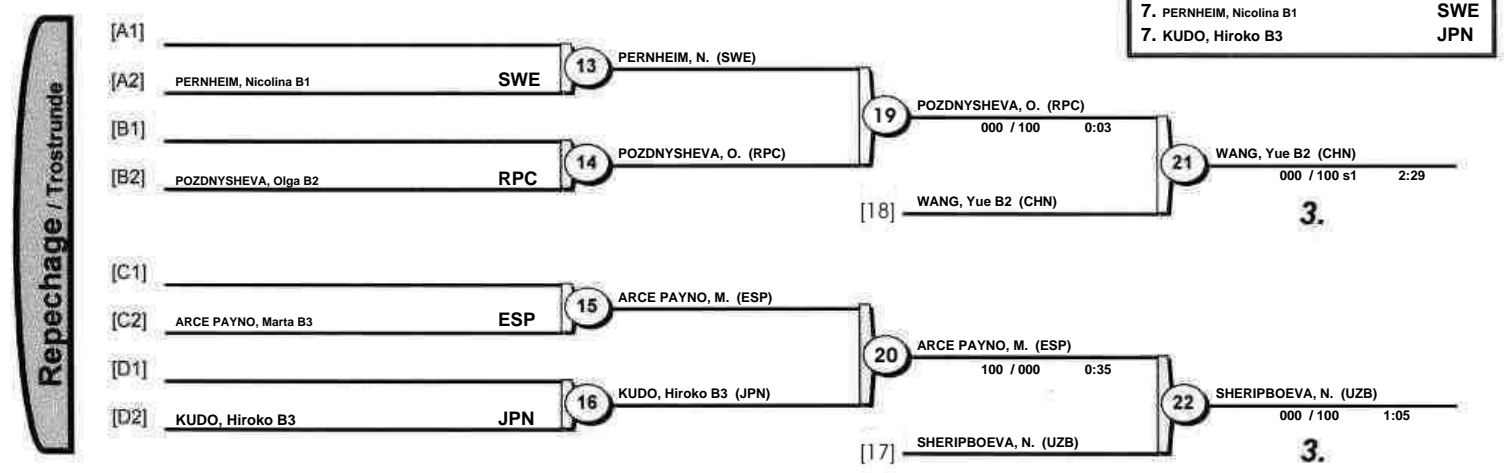 7. PERNHEIM, Nicolina B1 SWE
7. KUDO, Hiroko B3 JPN
Repechage / Trostrunde
[A1]
[A2] PERNHEIM, Nicolina B1 SWE
13
PERNHEIM, N. (SWE)
[B1]
[B2] POZDNYSHEVA, Olga B2 RPC
14
POZDNYSHEVA, O. (RPC)
19
POZDNYSHEVA, O. (RPC)
000 / 100 0:03
[18] WANG, Yue B2 (CHN)
21
WANG, Yue B2 (CHN)
000 / 100 s1 2:29
3.
[C1]
[C2] ARCE PAYNO, Marta B3 ESP
15
ARCE PAYNO, M. (ESP)
[D1]
[D2] KUDO, Hiroko B3 JPN
16
KUDO, Hiroko B3 (JPN)
20
ARCE PAYNO, M. (ESP)
100 / 000 0:35
[17] SHERIPBOEVA, N. (UZB)
22
SHERIPBOEVA, N. (UZB)
000 / 100 1:05
3.